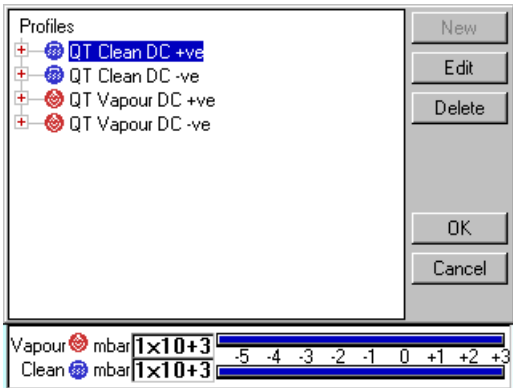 Profiles
QT Clean DC +ve
QT Clean DC -ve
QT Vapour DC +ve
QT Vapour DC -ve
New
Edit
Delete
OK
Cancel
Vapour mbar 1x10+3
-5 -4 -3 -2 -1 0 +1 +2 +3
Clean mbar 1x10+3